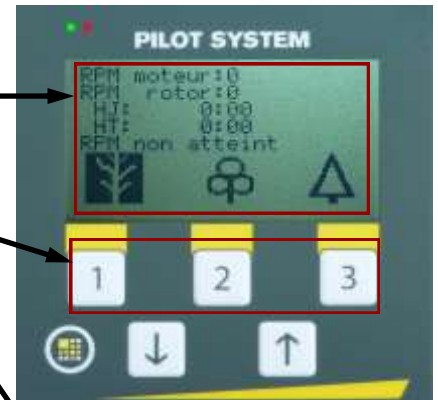 PILOT SYSTEM
RPM moteur:0
RPM rotor:0
HJ: 0:00
HT: 0:00
RPM non atteint
1 2 3
↓ ↑